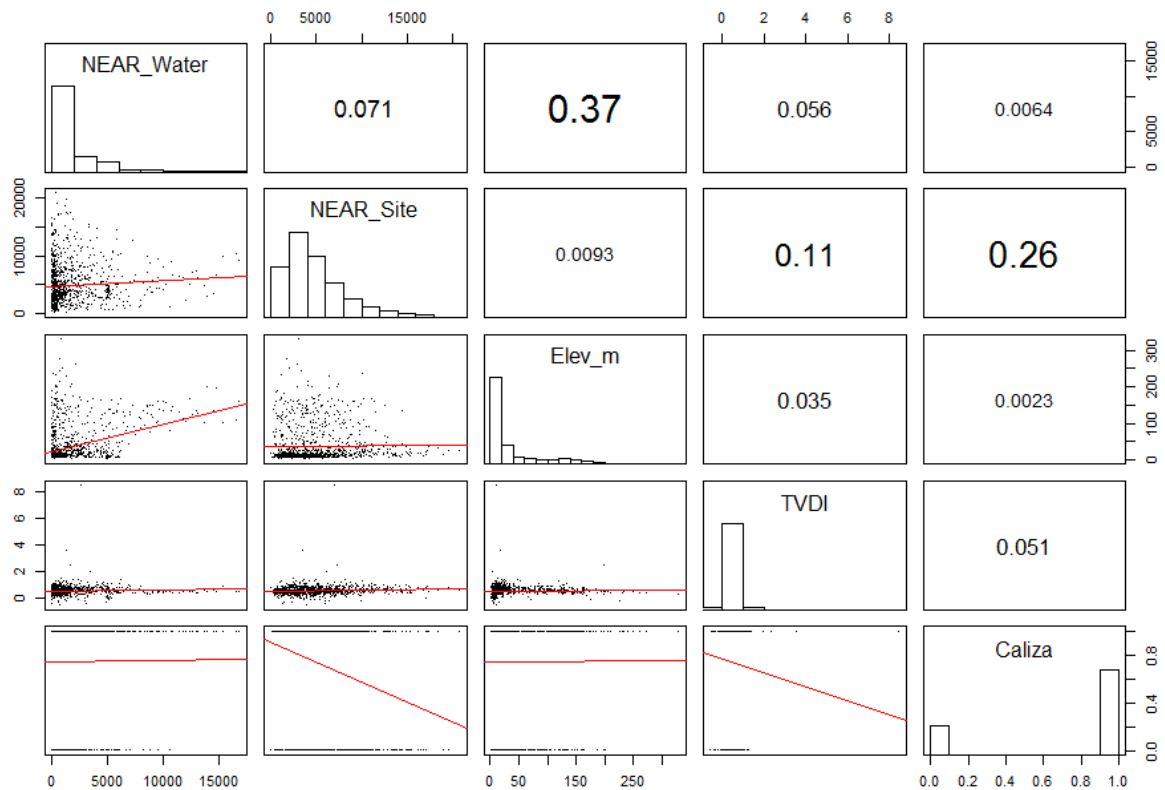 0 5000 15000 0 2 4 6 8
NEAR_Water 0.071 0.37 0.056 0.0064 0 5000 15000
0 10000 20000 NEAR_Site 0.0093 0.11 0.26
Elev_m 0.035 0.0023 0 100 200 300
0 2 4 6 8 TVDI 0.051
Caliza 0.0 0.4 0.8
0 5000 10000 15000 0 50 150 250 0.0 0.2 0.4 0.6 0.8 1.0